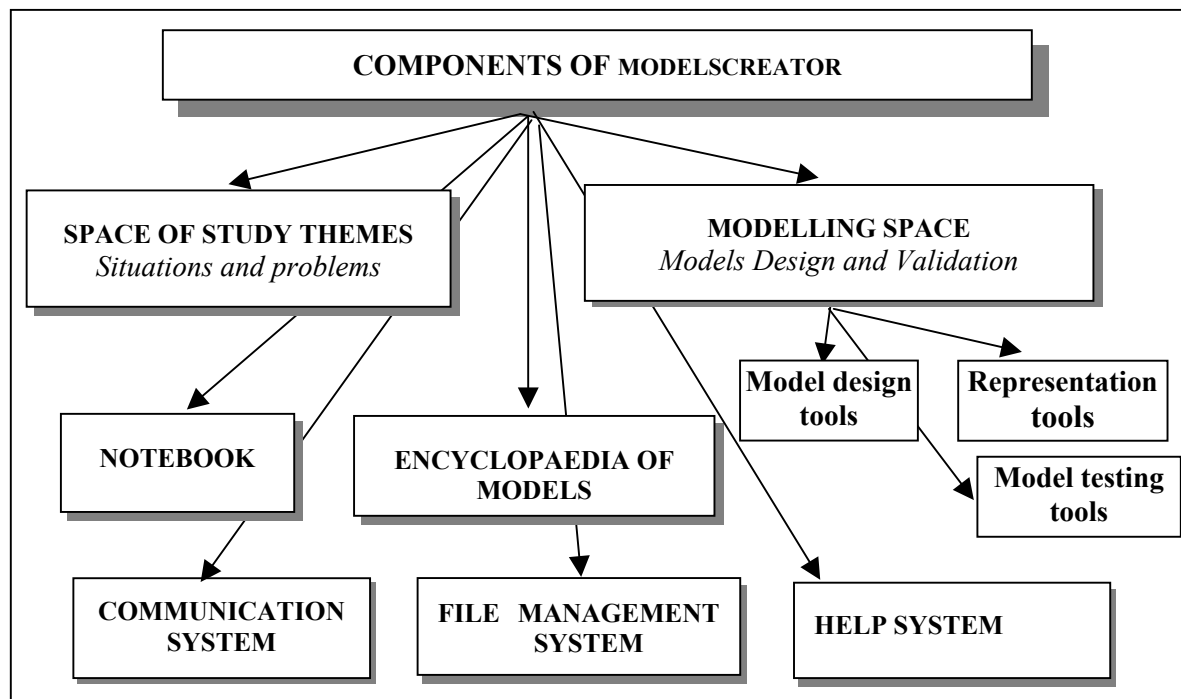 COMPONENTS OF MODELSCREATOR
SPACE OF STUDY THEMES
Situations and problems
MODELLING SPACE
Models Design and Validation
Model design
tools
Representation
tools
NOTEBOOK
ENCYCLOPAEDIA OF
MODELS
Model testing
tools
COMMUNICATION
SYSTEM
FILE MANAGEMENT
SYSTEM
HELP SYSTEM